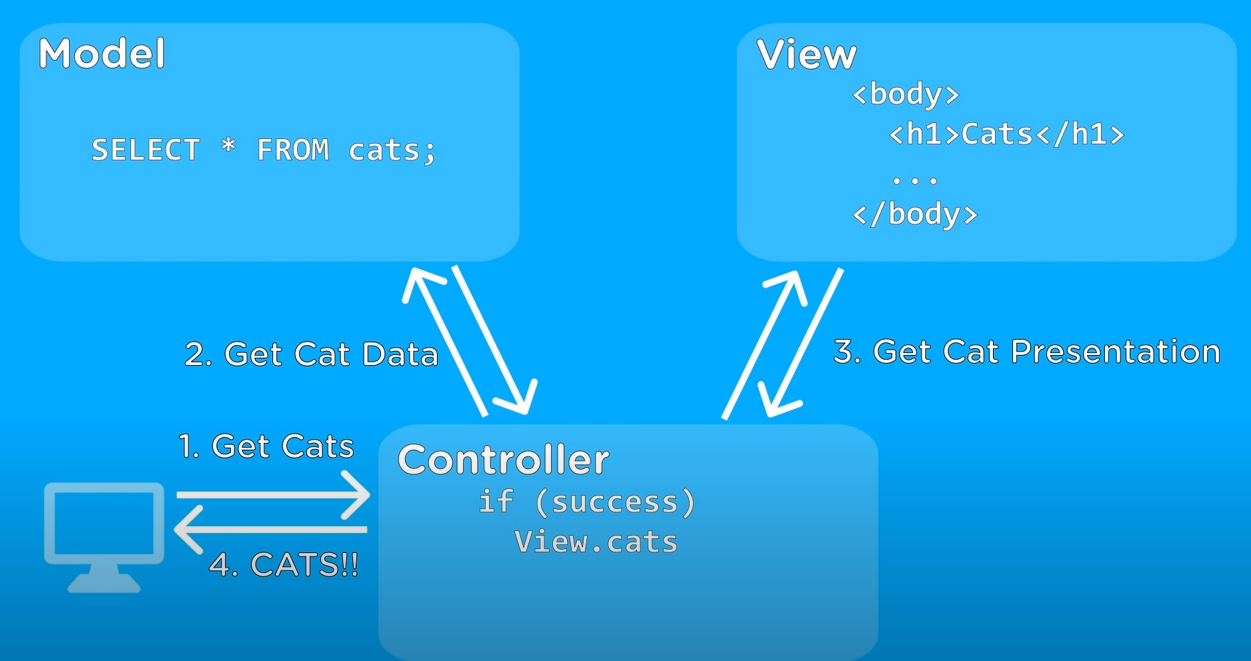 Model
SELECT * FROM cats;
View
<body>
<h1>Cats</h1>
...
</body>
2. Get Cat Data
3. Get Cat Presentation
1. Get Cats
4. CATS!!
Controller
if (success)
View.cats